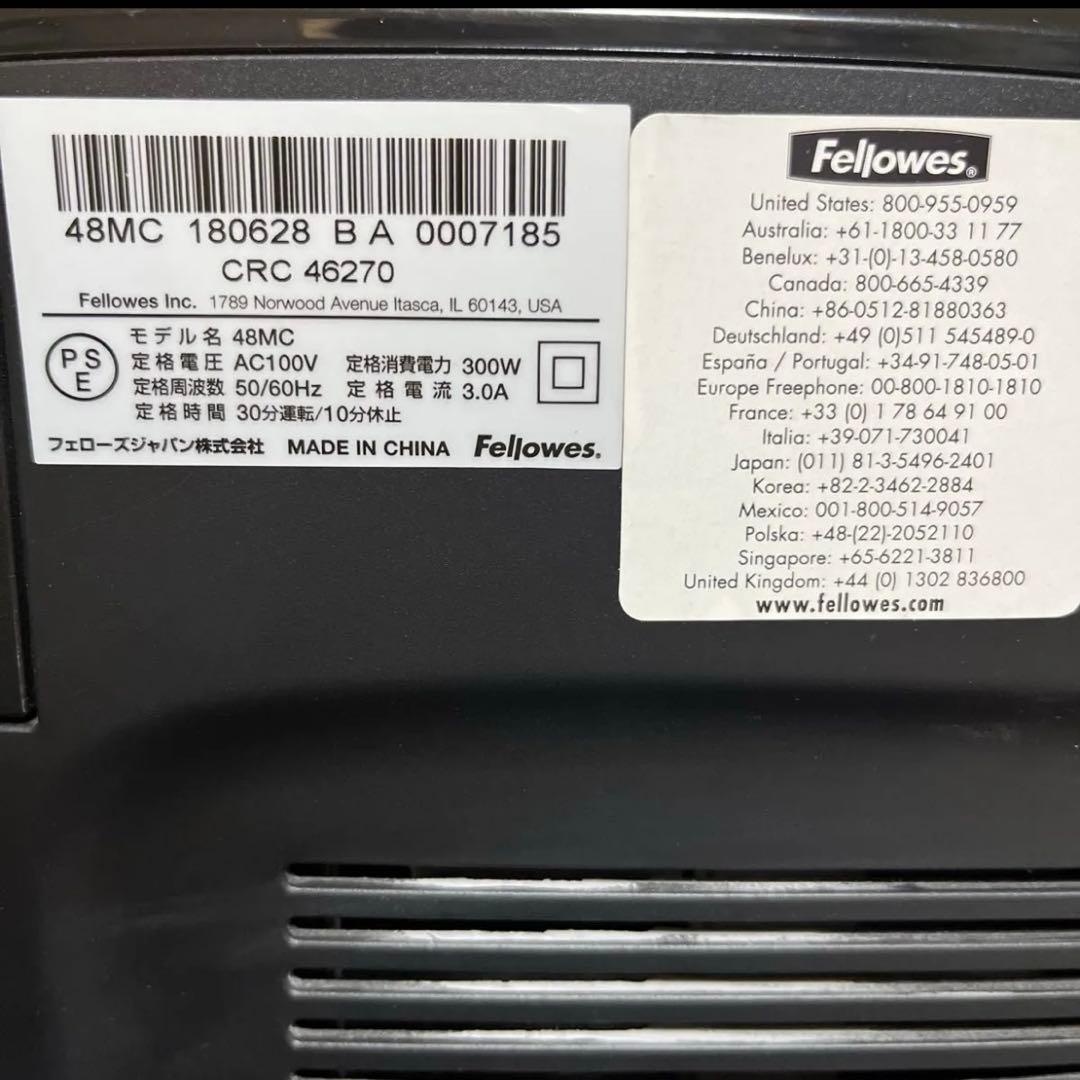 48MC 180628 B A 0007185
CRC 46270
Fellowes Inc. 1789 Norwood Avenue Itasca, IL 60143, USA
PSE
モデル名 48MC
定格電圧 AC100V 定格消費電力 300W
定格周波数 50/60Hz 定格電流 3.0A
定格時間 30分運転/10分休止
フェローズジャパン株式会社 MADE IN CHINA Fellowes.
Fellowes®
United States: 800-955-0959
Australia: +61-1800-33 11 77
Benelux: +31-(0)-13-458-0580
Canada: 800-665-4339
China: +86-0512-81880363
Deutschland: +49 (0)511 545489-0
España / Portugal: +34-91-748-05-01
Europe Freephone: 00-800-1810-1810
France: +33 (0) 1 78 64 91 00
Italia: +39-071-730041
Japan: (011) 81-3-5496-2401
Korea: +82-2-3462-2884
Mexico: 001-800-514-9057
Polska: +48-(22)-2052110
Singapore: +65-6221-3811
United Kingdom: +44 (0) 1302 836800
www.fellowes.com